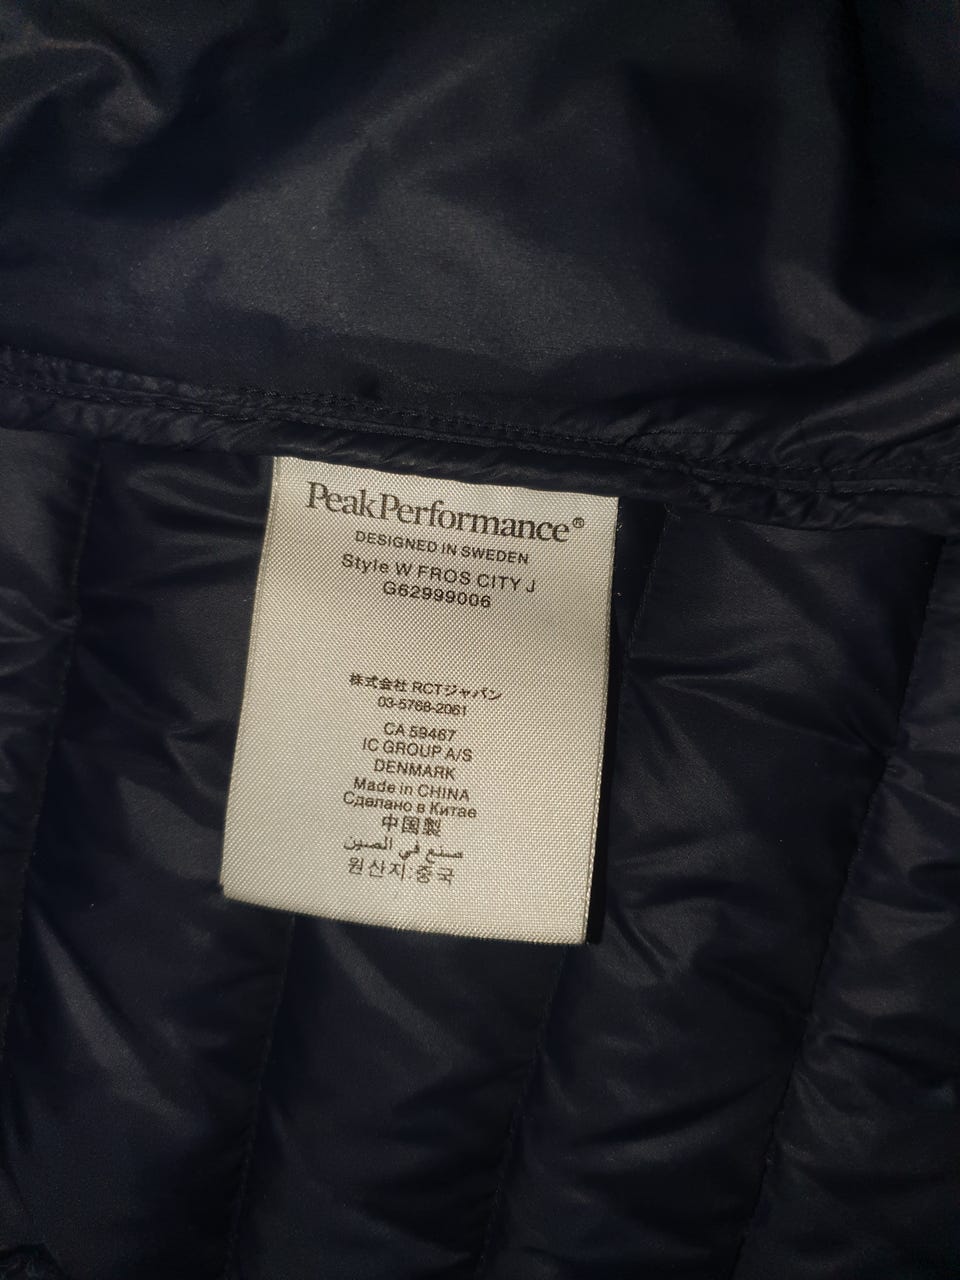 PeakPerformance®
DESIGNED IN SWEDEN
Style W FROS CITY J
G62999006
株式会社 RCTジャパン
03-5768-2061
CA 59467
IC GROUP A/S
DENMARK
Made in CHINA
Сделано в Китае
中国製
صنع في الصين
원산지:중국